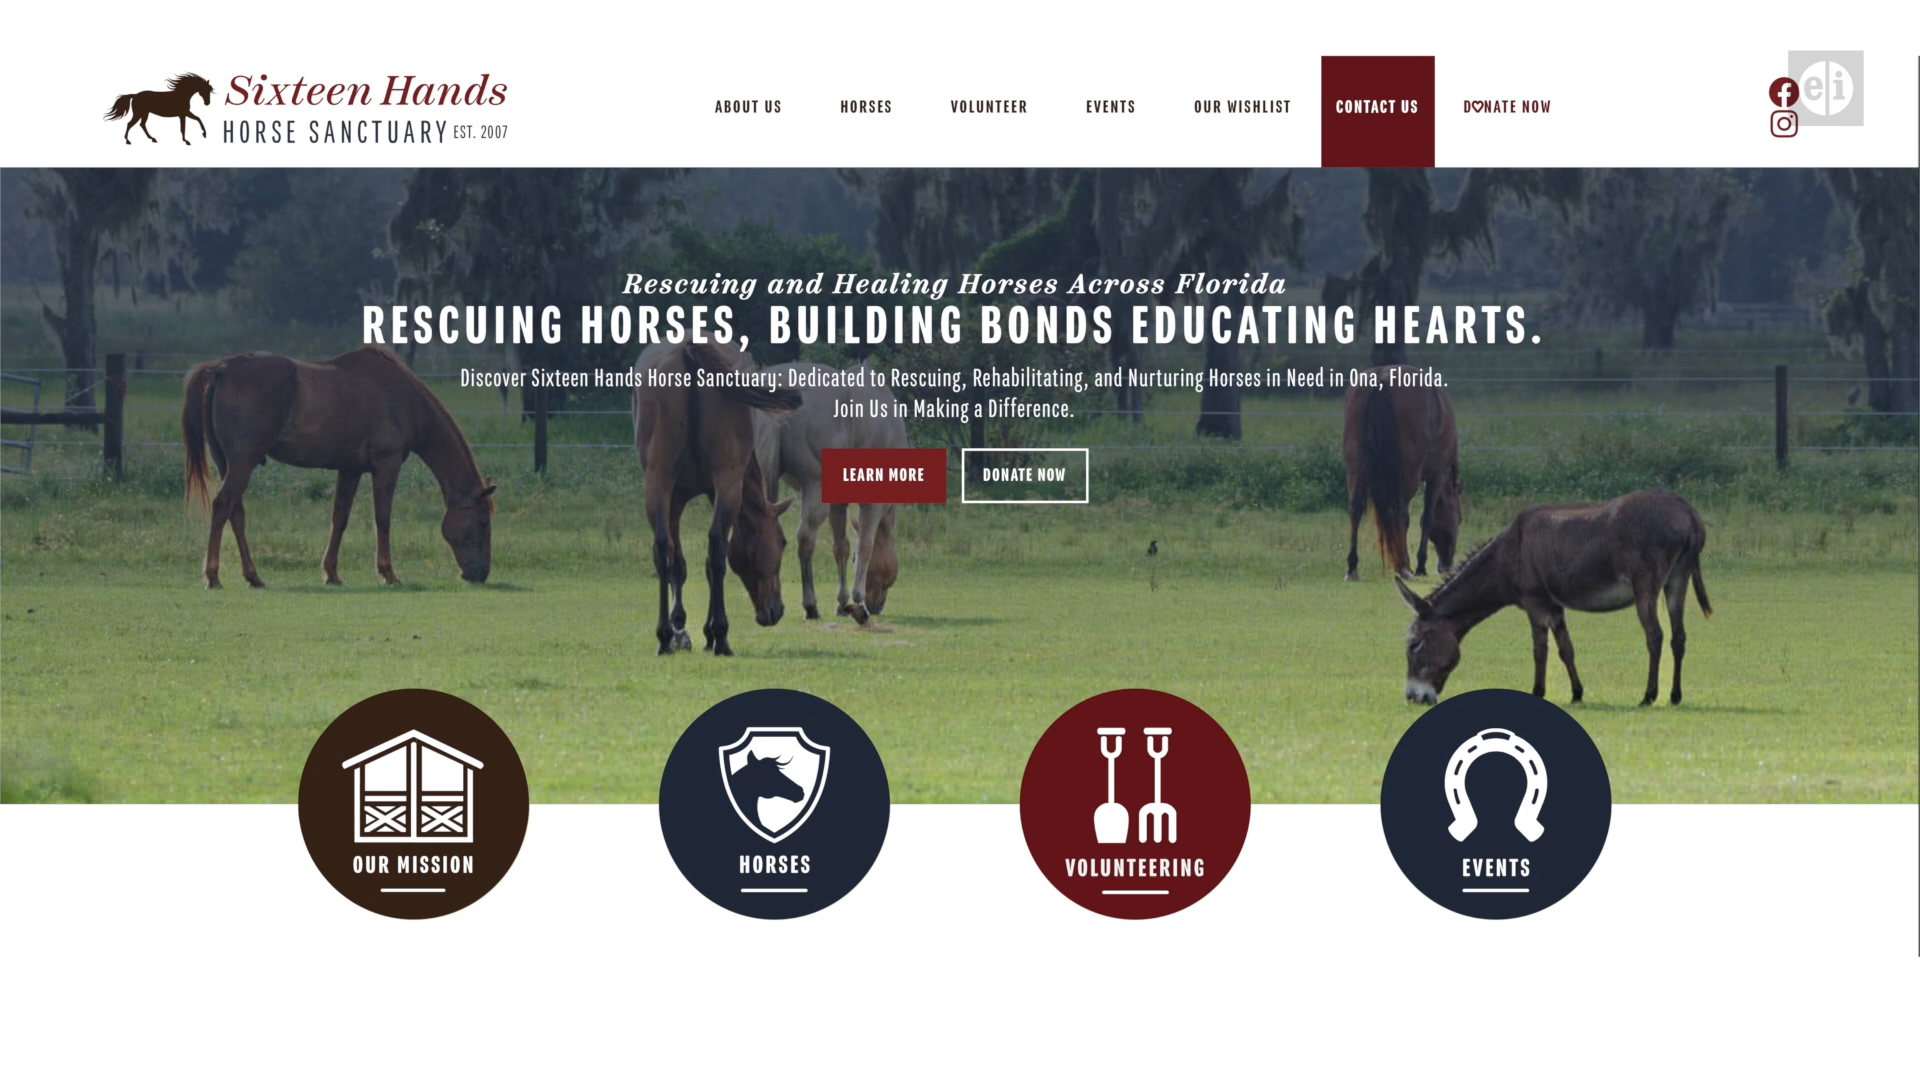 Sixteen Hands
HORSE SANCTUARY EST. 2007
ABOUT US
HORSES
VOLUNTEER
EVENTS
OUR WISHLIST
CONTACT US
DONATE NOW
ei
Rescuing and Healing Horses Across Florida
RESCUING HORSES, BUILDING BONDS EDUCATING HEARTS.
Discover Sixteen Hands Horse Sanctuary: Dedicated to Rescuing, Rehabilitating, and Nurturing Horses in Need in Ona, Florida.
Join Us in Making a Difference.
LEARN MORE
DONATE NOW
OUR MISSION
HORSES
VOLUNTEERING
EVENTS